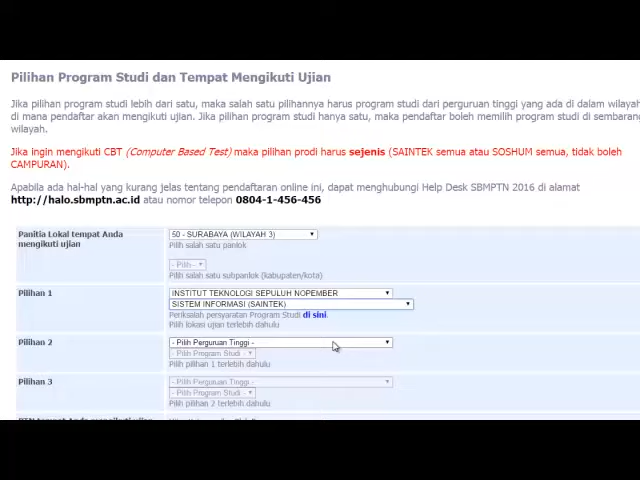 Pilihan Program Studi dan Tempat Mengikuti Ujian
Jika pilihan program studi lebih dari satu, maka salah satu pilihannya harus program studi dari perguruan tinggi yang ada di dalam wilayah
di mana pendaftar akan mengikuti ujian. Jika pilihan program studi hanya satu, maka pendaftar boleh memilih program studi di sembarang
wilayah.
Jika ingin mengikuti CBT (Computer Based Test) maka pilihan prodi harus sejenis (SAINTEK semua atau SOSHUM semua, tidak boleh
CAMPURAN).
Apabila ada hal-hal yang kurang jelas tentang pendaftaran online ini, dapat menghubungi Help Desk SBMPTN 2016 di alamat
http://halo.sbmptn.ac.id atau nomor telepon 0804-1-456-456
Panitia Lokal tempat Anda
mengikuti ujian
50 - SURABAYA (WILAYAH 3)
Pilih salah satu panlok
- Pilih -
Pilih salah satu subpanlok (kabupaten/kota)
Pilihan 1
INSTITUT TEKNOLOGI SEPULUH NOPEMBER
SISTEM INFORMASI (SAINTEK)
Periksalah persyaratan Program Studi di sini.
Pilih lokasi ujian terlebih dahulu
Pilihan 2
- Pilih Perguruan Tinggi -
- Pilih Program Studi -
Pilih pilihan 1 terlebih dahulu
Pilihan 3
- Pilih Perguruan Tinggi -
- Pilih Program Studi -
Pilih pilihan 2 terlebih dahulu